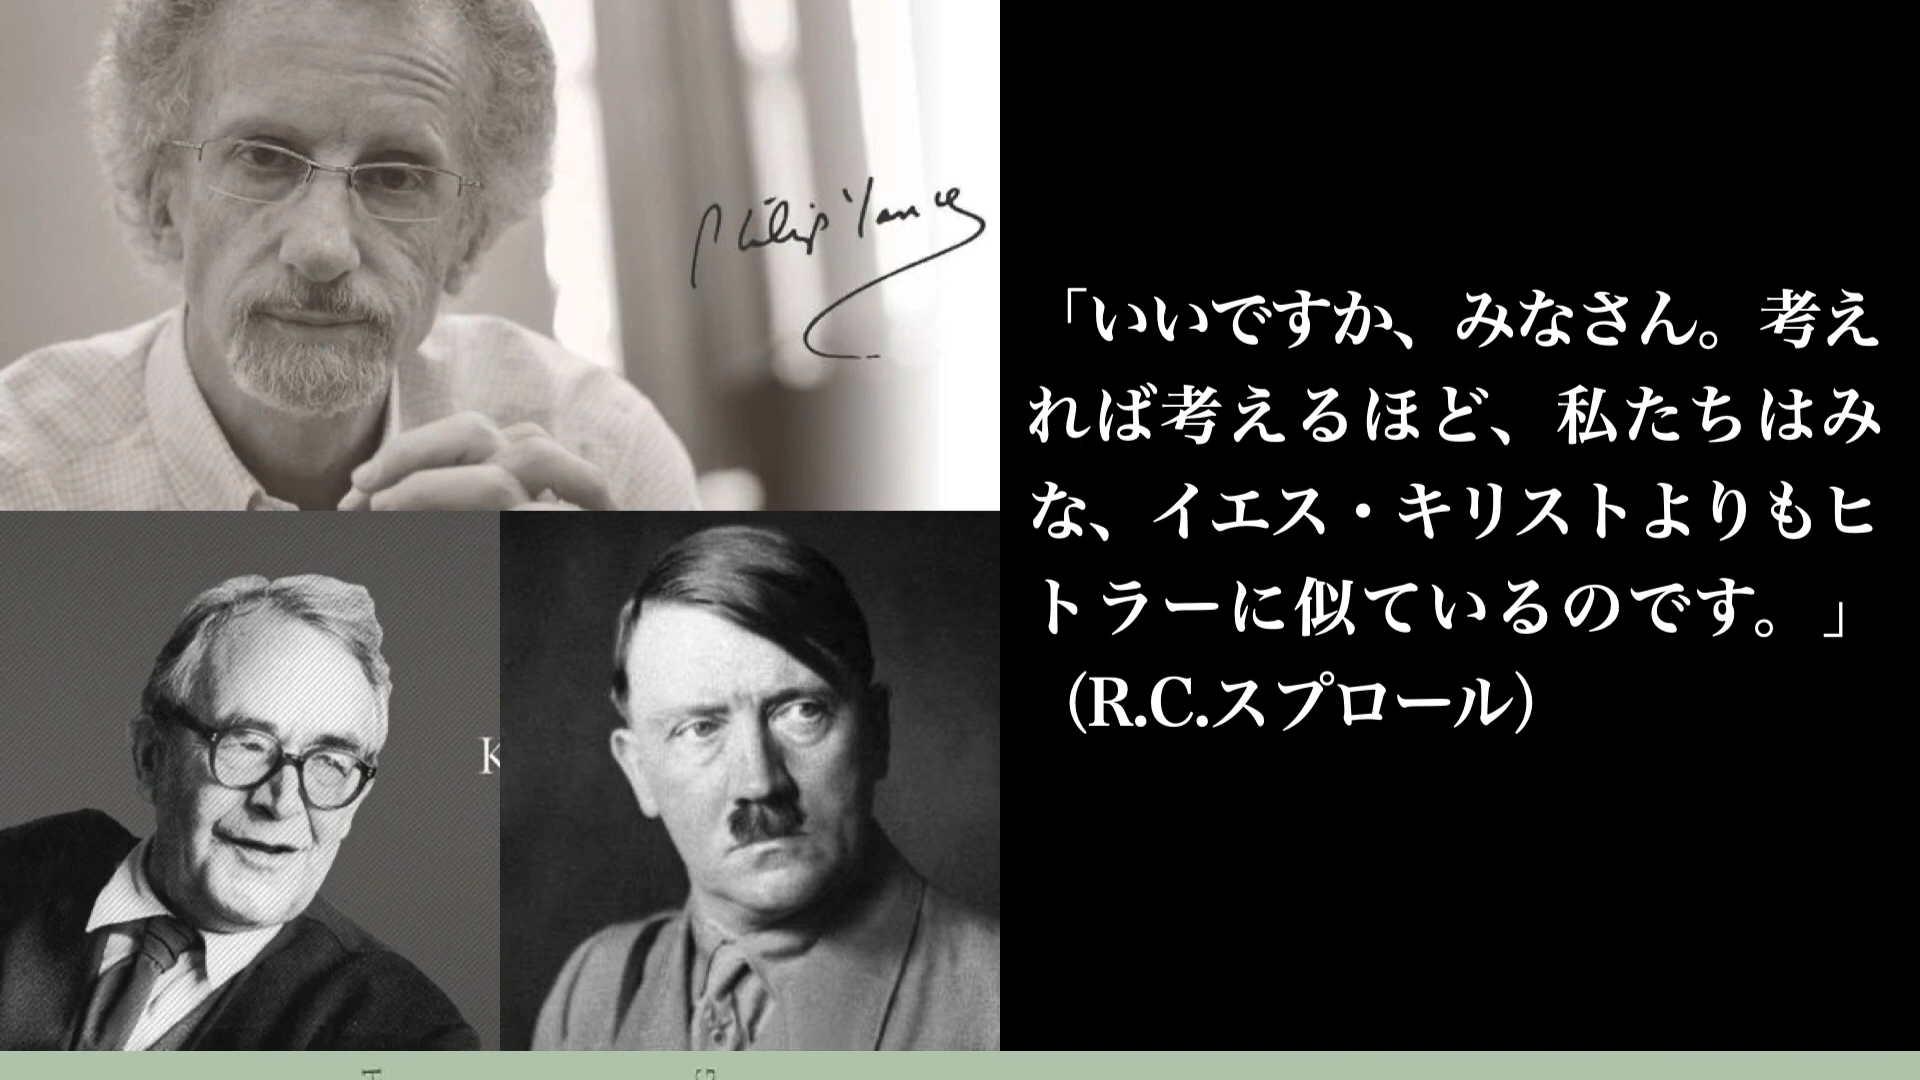 Philip Yancey
「いいですか、みなさん。考え
れば考えるほど、私たちはみ
な、イエス・キリストよりもヒ
トラーに似ているのです。」
（R.C.スプロール）
K